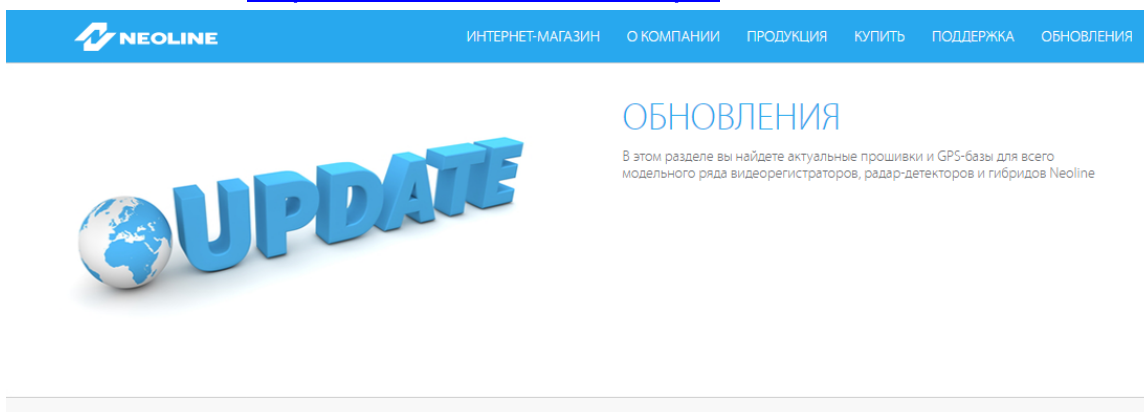 NEOLINE
ИНТЕРНЕТ-МАГАЗИН О КОМПАНИИ ПРОДУКЦИЯ КУПИТЬ ПОДДЕРЖКА ОБНОВЛЕНИЯ
UPDATE
ОБНОВЛЕНИЯ
В этом разделе вы найдете актуальные прошивки и GPS-базы для всего
модельного ряда видеорегистраторов, радар-детекторов и гибридов Neoline